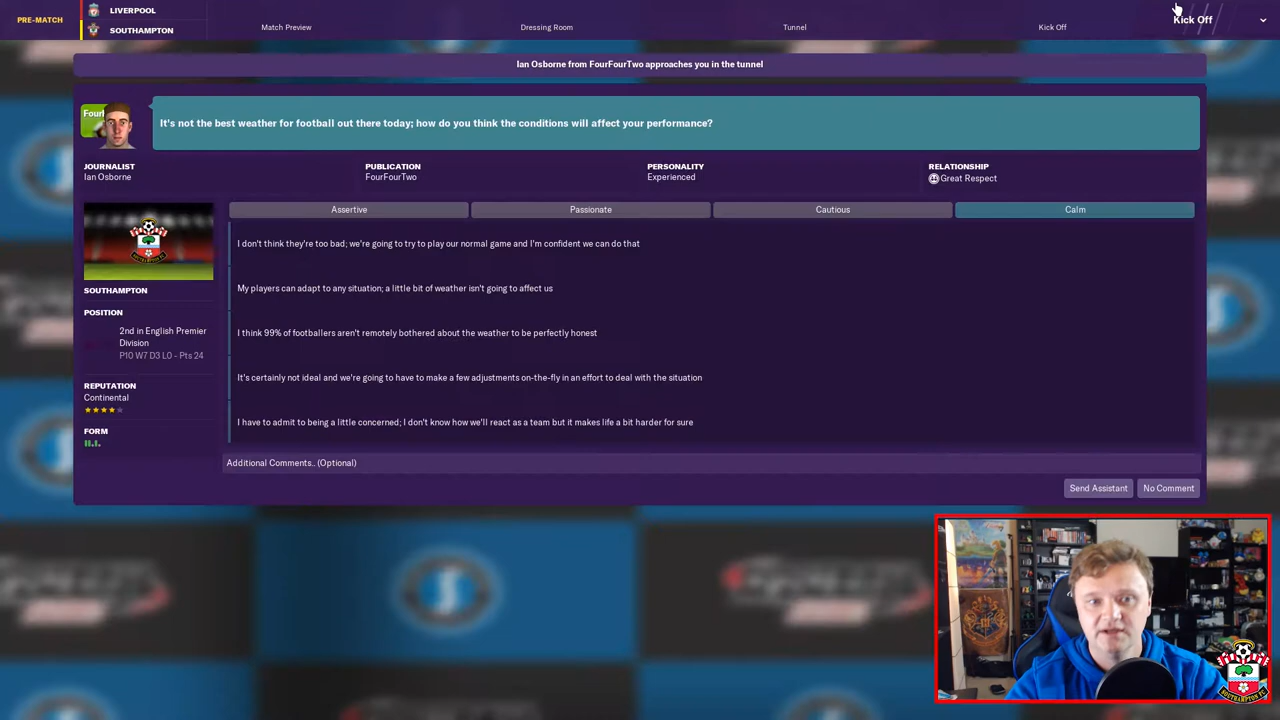 PRE-MATCH
LIVERPOOL
SOUTHAMPTON
Match Preview
Dressing Room
Tunnel
Kick Off
Kick Off
Ian Osborne from FourFourTwo approaches you in the tunnel
It's not the best weather for football out there today; how do you think the conditions will affect your performance?
JOURNALIST
Ian Osborne
PUBLICATION
FourFourTwo
PERSONALITY
Experienced
RELATIONSHIP
Great Respect
Assertive
Passionate
Cautious
Calm
I don't think they're too bad; we're going to try to play our normal game and I'm confident we can do that
My players can adapt to any situation; a little bit of weather isn't going to affect us
I think 99% of footballers aren't remotely bothered about the weather to be perfectly honest
It's certainly not ideal and we're going to have to make a few adjustments on-the-fly in an effort to deal with the situation
I have to admit to being a little concerned; I don't know how we'll react as a team but it makes life a bit harder for sure
SOUTHAMPTON
POSITION
2nd in English Premier
Division
P10 W7 D3 L0 - Pts 24
REPUTATION
Continental
FORM
Additional Comments.. (Optional)
Send Assistant
No Comment